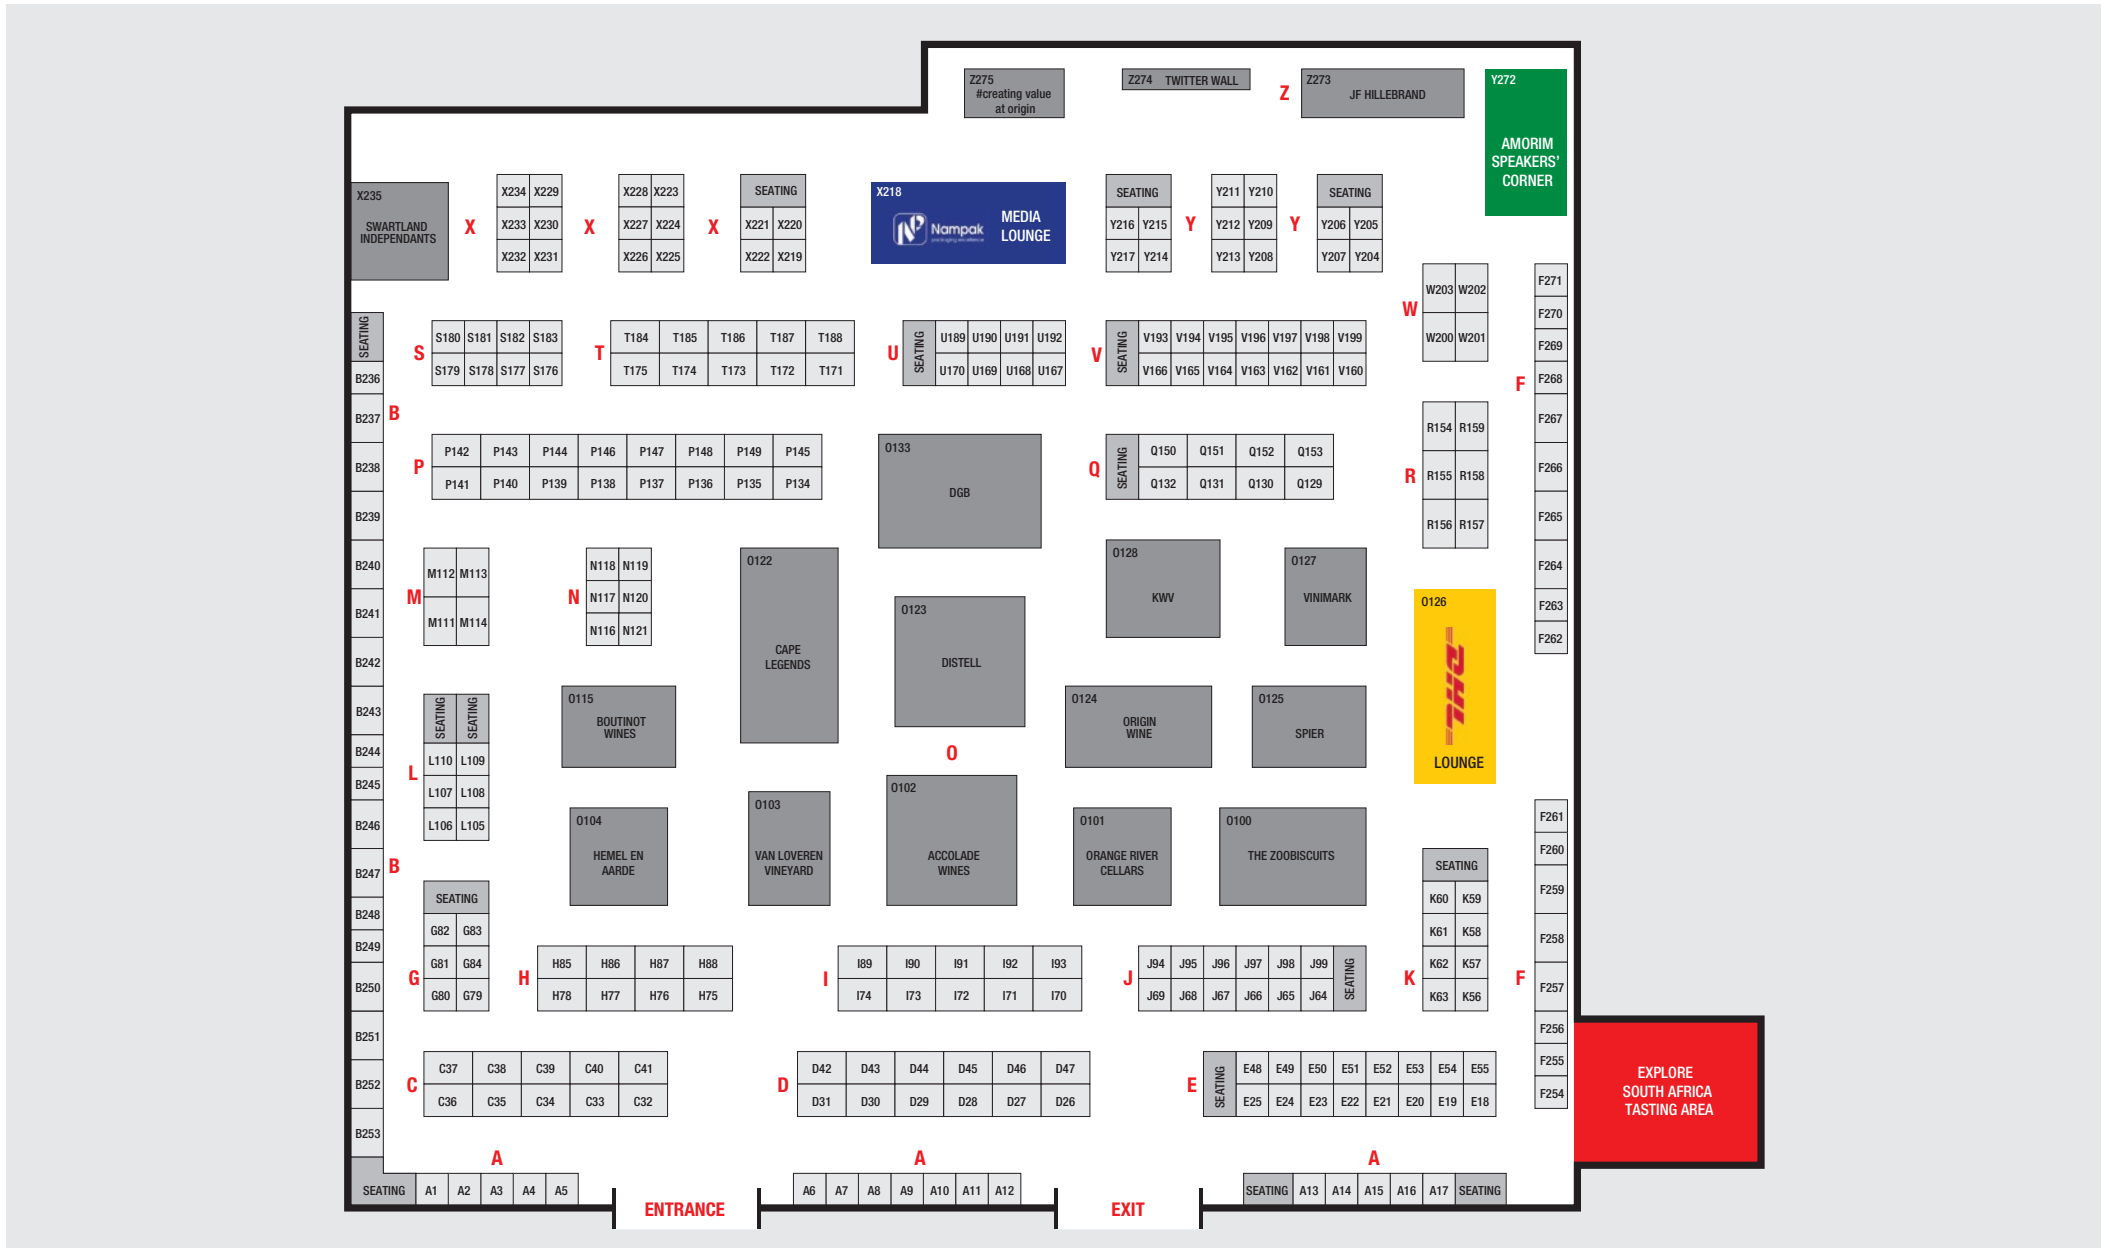 Z275
#creating value
at origin
Z274 TWITTER WALL
Z
Z273
JF HILLEBRAND
Y272
AMORIM
SPEAKERS'
CORNER
X235
SWARTLAND
INDEPENDANTS
X
X234 X229
X233 X230
X232 X231
X
X228 X223
X227 X224
X226 X225
X
SEATING
X221 X220
X222 X219
X218
Nampak
packaging excellence
MEDIA
LOUNGE
SEATING
Y216 Y215
Y217 Y214
Y
Y211 Y210
Y212 Y209
Y213 Y208
Y
SEATING
Y206 Y205
Y207 Y204
W
W203 W202
W200 W201
F271
F270
F269
F268
F
F267
F266
F265
F264
F263
F262
SEATING
B236
B237
B
B238
B239
B240
B241
B242
B243
B244
B245
B246
B247
B
B248
B249
B250
B251
B252
B253
S
S180 S181 S182 S183
S179 S178 S177 S176
T
T184 T185 T186 T187 T188
T175 T174 T173 T172 T171
U
SEATING
U189 U190 U191 U192
U170 U169 U168 U167
V
SEATING
V193 V194 V195 V196 V197 V198 V199
V166 V165 V164 V163 V162 V161 V160
P
P142 P143 P144 P146 P147 P148 P149 P145
P141 P140 P139 P138 P137 P136 P135 P134
O133
DGB
Q
SEATING
Q150 Q151 Q152 Q153
Q132 Q131 Q130 Q129
R
R154 R159
R155 R158
R156 R157
M
M112 M113
M111 M114
N
N118 N119
N117 N120
N116 N121
O122
CAPE
LEGENDS
O123
DISTELL
O128
KWV
O127
VINIMARK
O126
DHL
LOUNGE
L
SEATING SEATING
L110 L109
L107 L108
L106 L105
O115
BOUTINOT
WINES
O
O124
ORIGIN
WINE
O125
SPIER
O104
HEMEL EN
AARDE
O103
VAN LOVEREN
VINEYARD
O102
ACCOLADE
WINES
O101
ORANGE RIVER
CELLARS
O100
THE ZOOBISCUITS
F261
F260
F259
F258
F
F257
F256
F255
F254
G
SEATING
G82 G83
G81 G84
G80 G79
H
H85 H86 H87 H88
H78 H77 H76 H75
I
I89 I90 I91 I92 I93
I74 I73 I72 I71 I70
J
J94 J95 J96 J97 J98 J99
J69 J68 J67 J66 J65 J64
SEATING
K
SEATING
K60 K59
K61 K58
K62 K57
K63 K56
C
C37 C38 C39 C40 C41
C36 C35 C34 C33 C32
D
D42 D43 D44 D45 D46 D47
D31 D30 D29 D28 D27 D26
E
SEATING
E48 E49 E50 E51 E52 E53 E54 E55
E25 E24 E23 E22 E21 E20 E19 E18
EXPLORE
SOUTH AFRICA
TASTING AREA
A
SEATING A1 A2 A3 A4 A5
ENTRANCE
A
A6 A7 A8 A9 A10 A11 A12
EXIT
A
SEATING A13 A14 A15 A16 A17 SEATING